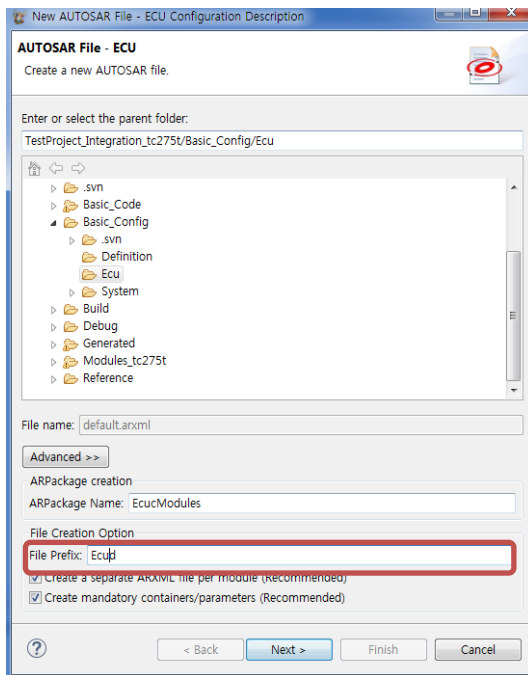 New AUTOSAR File - ECU Configuration Description
AUTOSAR File - ECU
Create a new AUTOSAR file.
Enter or select the parent folder:
TestProject_Integration_tc275t/Basic_Config/Ecu
.svn
Basic_Code
Basic_Config
.svn
Definition
Ecu
System
Build
Debug
Generated
Modules_tc275t
Reference
File name: default.arxml
Advanced >>
ARPackage creation
ARPackage Name: EcucModules
File Creation Option
File Prefix: Ecud
Create a separate ARXML file per module (Recommended)
Create mandatory containers/parameters (Recommended)
? < Back Next > Finish Cancel